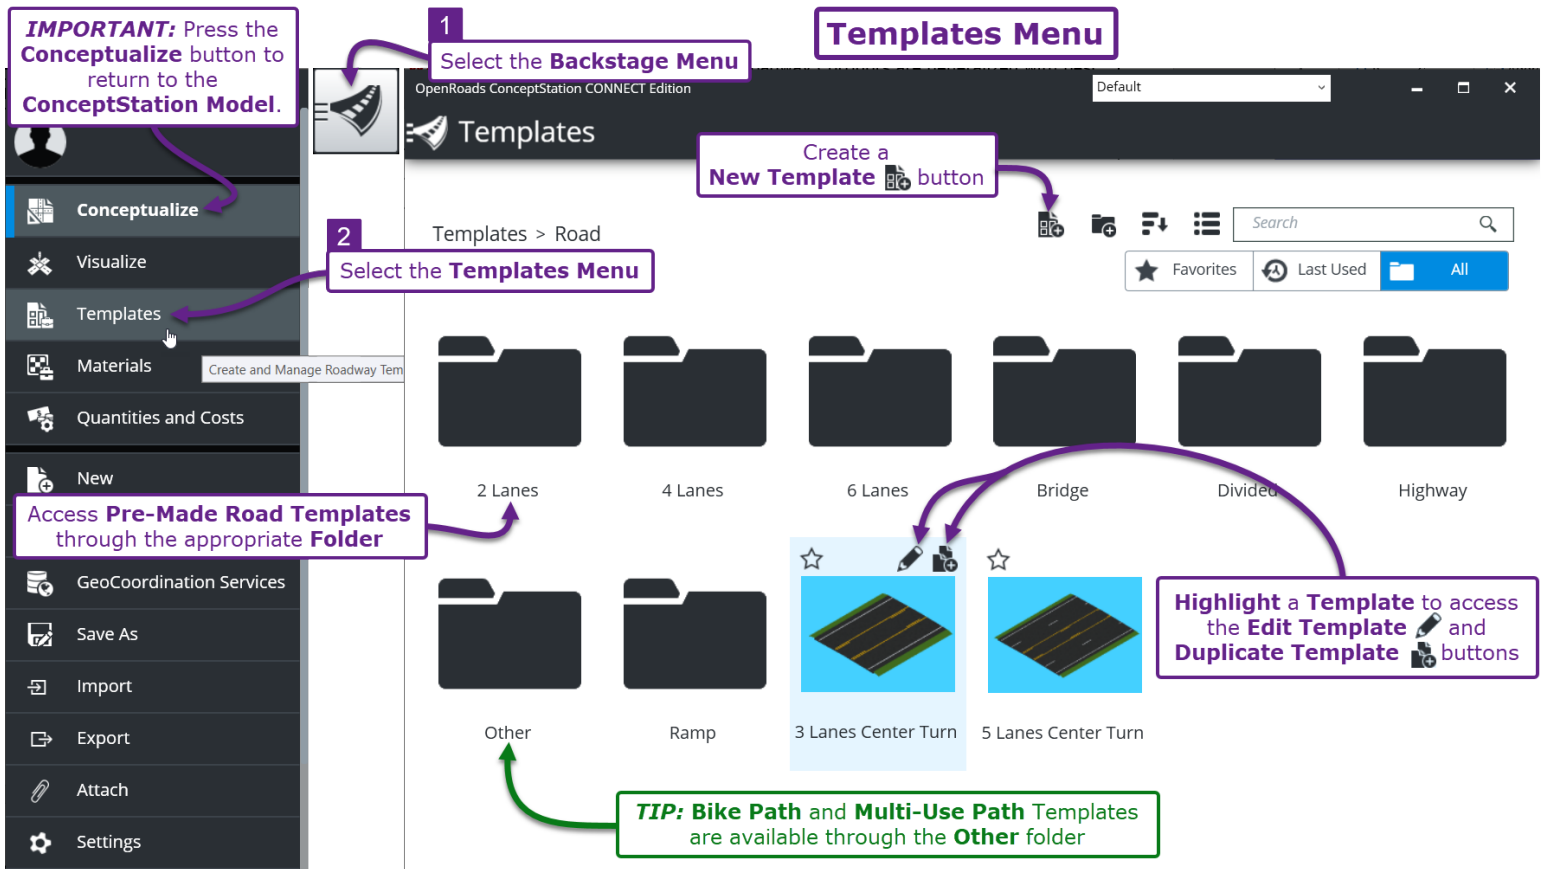 IMPORTANT: Press the
Conceptualize button to
return to the
ConceptStation Model.
1
Select the Backstage Menu
Templates Menu
OpenRoads ConceptStation CONNECT Edition
Default
Templates
Create a
New Template button
Conceptualize
Visualize
Templates
Materials
Quantities and Costs
New
GeoCoordination Services
Save As
Import
Export
Attach
Settings
2
Select the Templates Menu
Create and Manage Roadway Tem
Templates > Road
Search
Favorites
Last Used
All
2 Lanes
4 Lanes
6 Lanes
Bridge
Divided
Highway
Access Pre-Made Road Templates
through the appropriate Folder
Other
Ramp
3 Lanes Center Turn
5 Lanes Center Turn
Highlight a Template to access
the Edit Template and
Duplicate Template buttons
TIP: Bike Path and Multi-Use Path Templates
are available through the Other folder